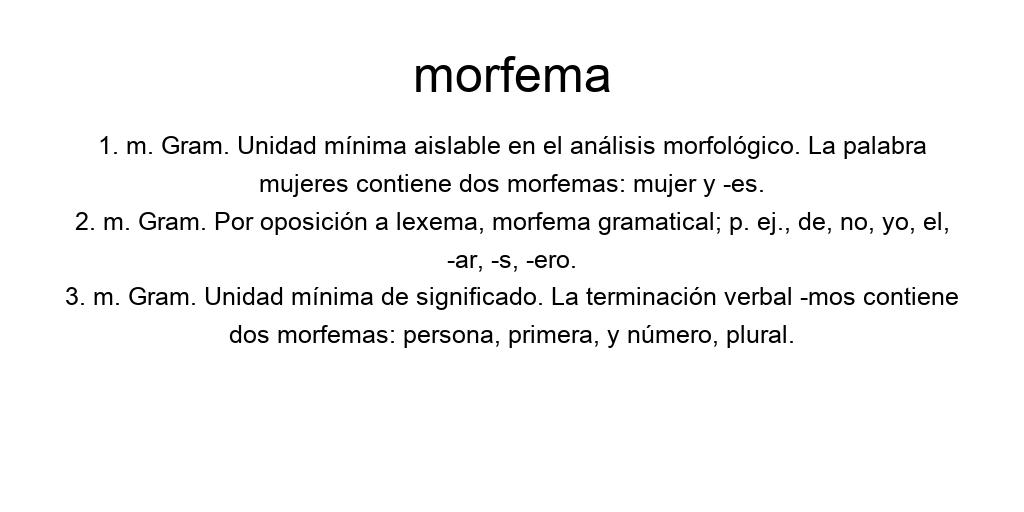 morfema
1. m. Gram. Unidad mínima aislable en el análisis morfológico. La palabra
mujeres contiene dos morfemas: mujer y -es.
2. m. Gram. Por oposición a lexema, morfema gramatical; p. ej., de, no, yo, el,
-ar, -s, -ero.
3. m. Gram. Unidad mínima de significado. La terminación verbal -mos contiene
dos morfemas: persona, primera, y número, plural.